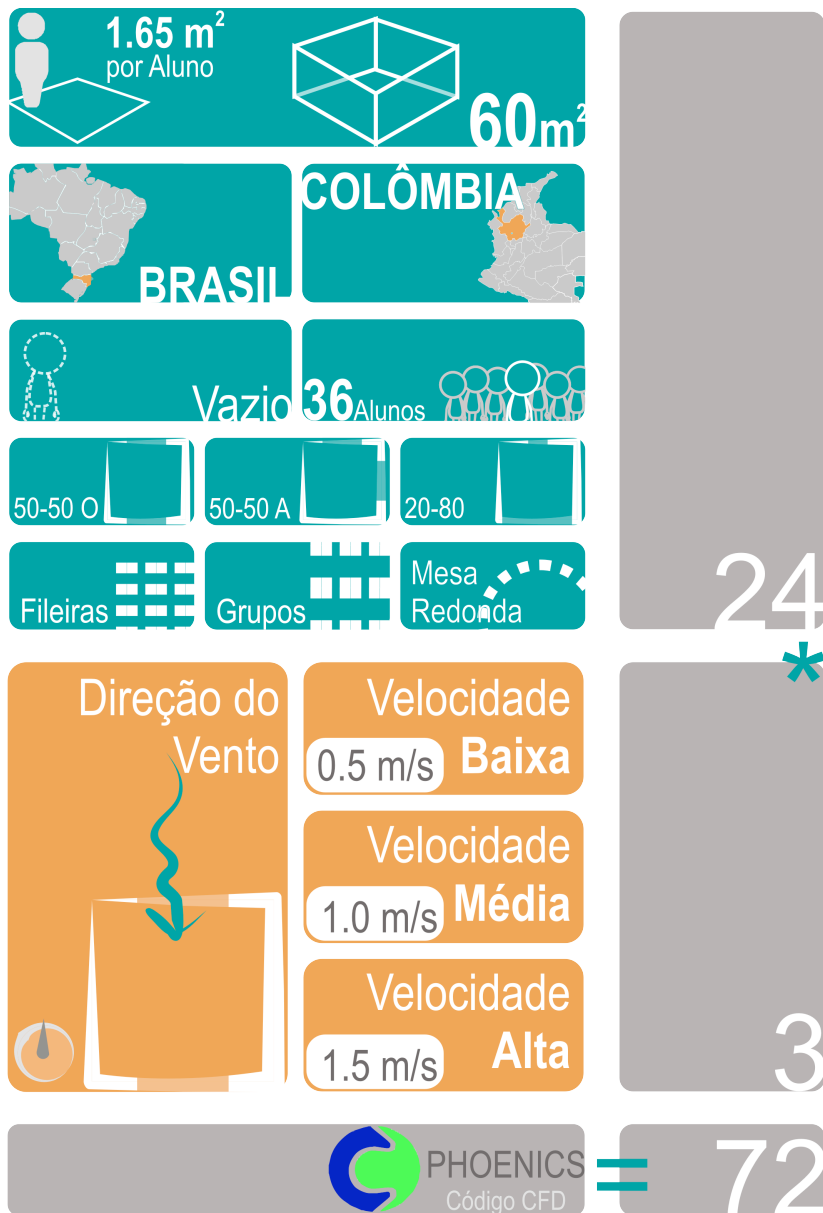 1.65 m²
por Aluno
60m²
COLÔMBIA
BRASIL
Vazio
36 Alunos
50-50 O
50-50 A
20-80
Fileiras
Grupos
Mesa
Redonda
24
*
Direção do
Vento
Velocidade
Baixa
0.5 m/s
Velocidade
Média
1.0 m/s
Velocidade
Alta
1.5 m/s
3
PHOENICS
Código CFD
=
72